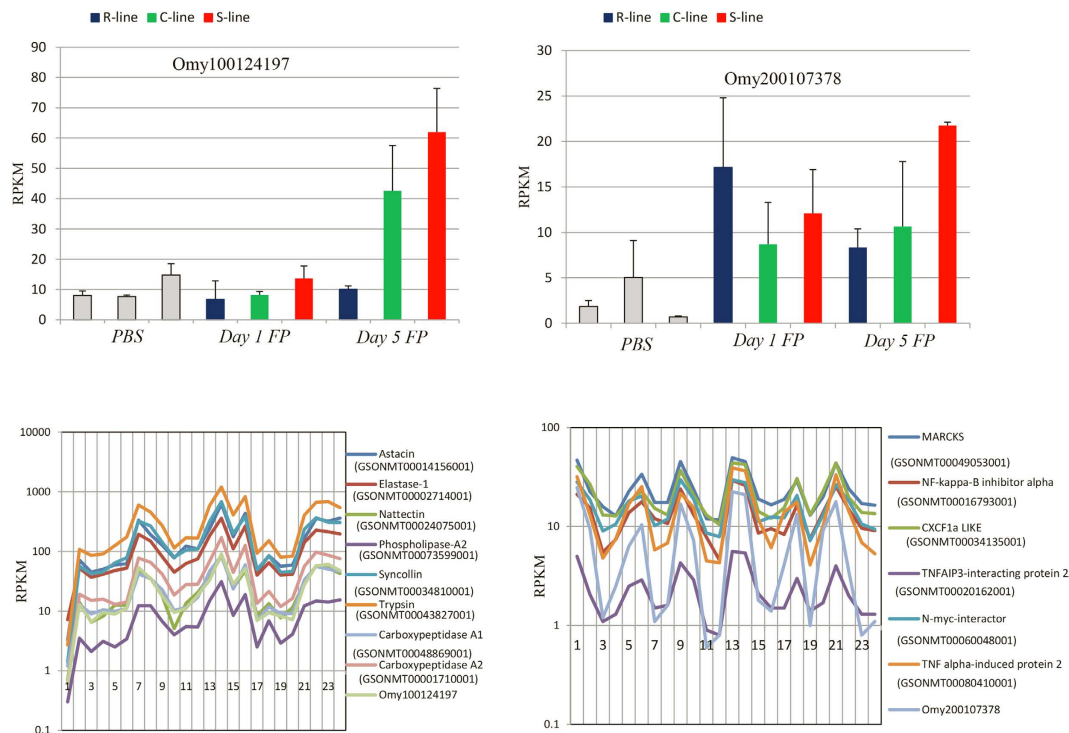 R-line C-line S-line
Omy100124197
RPKM
90
80
70
60
50
40
30
20
10
0
PBS Day 1 FP Day 5 FP
R-line C-line S-line
Omy200107378
RPKM
30
25
20
15
10
5
0
PBS Day 1 FP Day 5 FP
RPKM
10000
1000
100
10
1
0.1
1 3 5 7 9 11 13 15 17 19 21 23
Astacin
(GSONMT00014156001)
Elastase-1
(GSONMT00002714001)
Nattectin
(GSONMT00024075001)
Phospholipase-A2
(GSONMT00073599001)
Syncollin
(GSONMT00034810001)
Trypsin
(GSONMT00043827001)
Carboxypeptidase A1
(GSONMT00048869001)
Carboxypeptidase A2
(GSONMT00001710001)
Omy100124197
RPKM
100
10
1
0.1
1 3 5 7 9 11 13 15 17 19 21 23
MARCKS
(GSONMT00049053001)
NF-kappa-B inhibitor alpha
(GSONMT00016793001)
CXCF1a LIKE
(GSONMT00034135001)
TNFAIP3-interacting protein 2
(GSONMT00020162001)
N-myc-interactor
(GSONMT00060048001)
TNF alpha-induced protein 2
(GSONMT00080410001)
Omy200107378